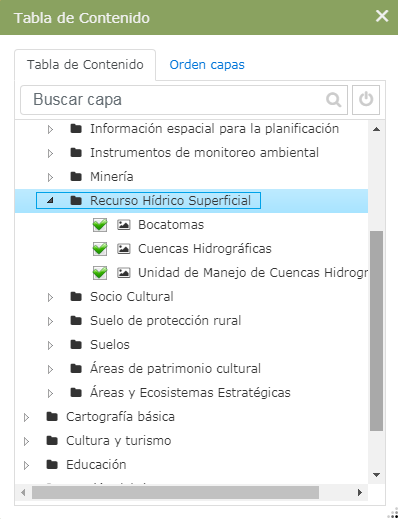 Tabla de Contenido
Tabla de Contenido
Orden capas
Buscar capa
Información espacial para la planificación
Instrumentos de monitoreo ambiental
Minería
Recurso Hídrico Superficial
Bocatomas
Cuencas Hidrográficas
Unidad de Manejo de Cuencas Hidrogr
Socio Cultural
Suelo de protección rural
Suelos
Áreas de patrimonio cultural
Áreas y Ecosistemas Estratégicas
Cartografía básica
Cultura y turismo
Educación